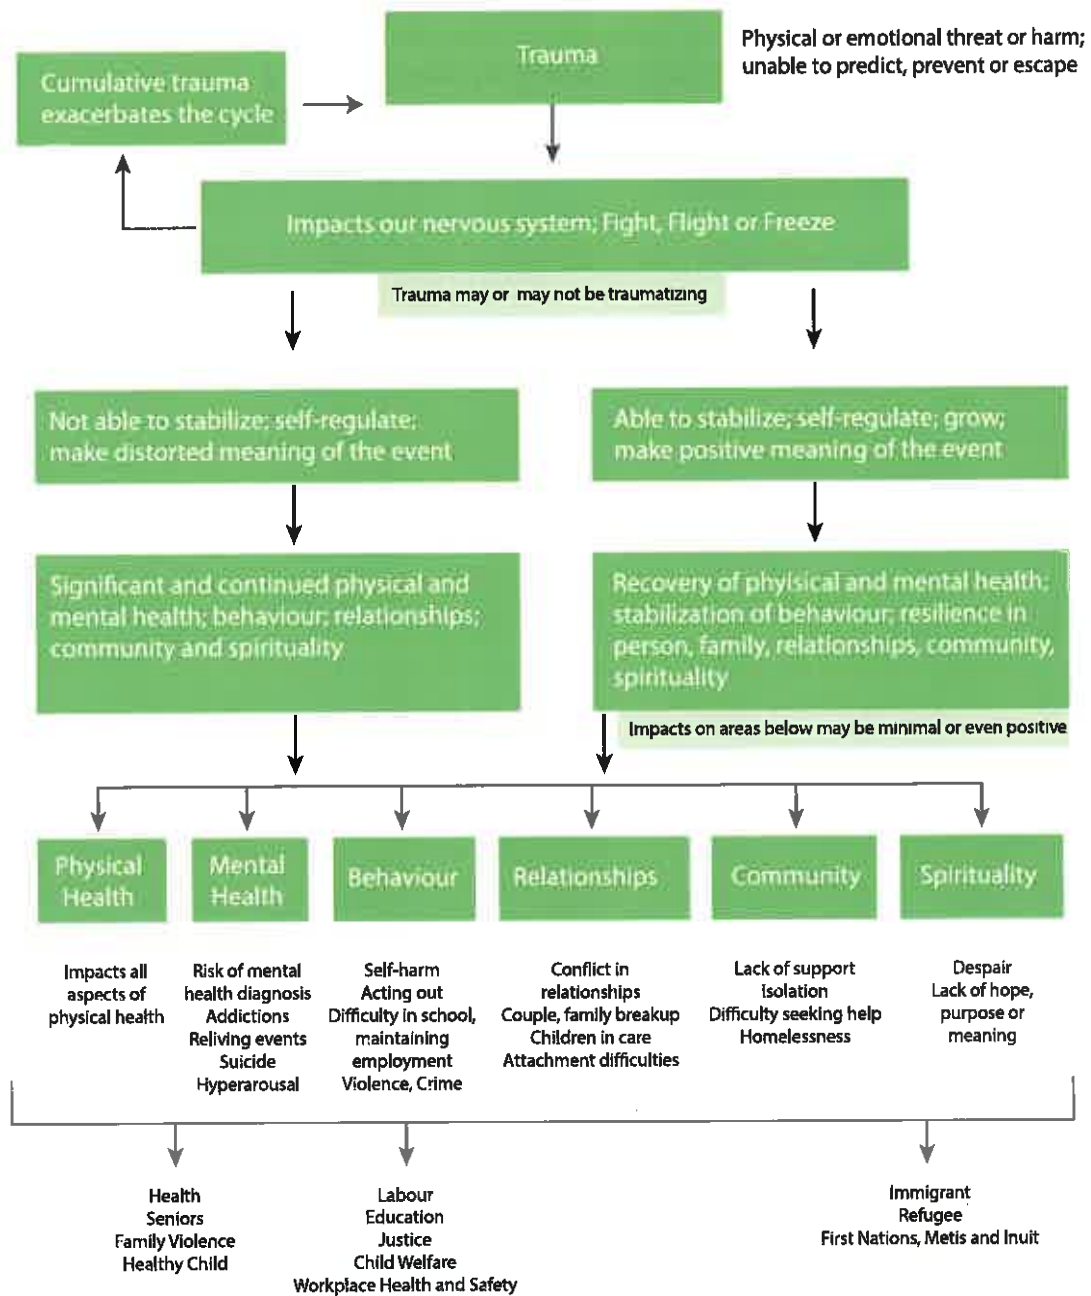 Trauma
Physical or emotional threat or harm;
unable to predict, prevent or escape
Cumulative trauma
exacerbates the cycle
Impacts our nervous system; Fight, Flight or Freeze
Trauma may or may not be traumatizing
Not able to stabilize; self-regulate;
make distorted meaning of the event
Able to stabilize; self-regulate; grow;
make positive meaning of the event
Significant and continued physical and
mental health; behaviour; relationships;
community and spirituality
Recovery of phyisical and mental health;
stabilization of behaviour; resilience in
person, family, relationships, community,
spirituality
Impacts on areas below may be minimal or even positive
Physical
Health
Mental
Health
Behaviour
Relationships
Community
Spirituality
Impacts all
aspects of
physical health
Risk of mental
health diagnosis
Addictions
Reliving events
Suicide
Hyperarousal
Self-harm
Acting out
Difficulty in school,
maintaining
employment
Violence, Crime
Conflict in
relationships
Couple, family breakup
Children in care
Attachment difficulties
Lack of support
isolation
Difficulty seeking help
Homelessness
Despair
Lack of hope,
purpose or
meaning
Health
Seniors
Family Violence
Healthy Child
Labour
Education
Justice
Child Welfare
Workplace Health and Safety
Immigrant
Refugee
First Nations, Metis and Inuit